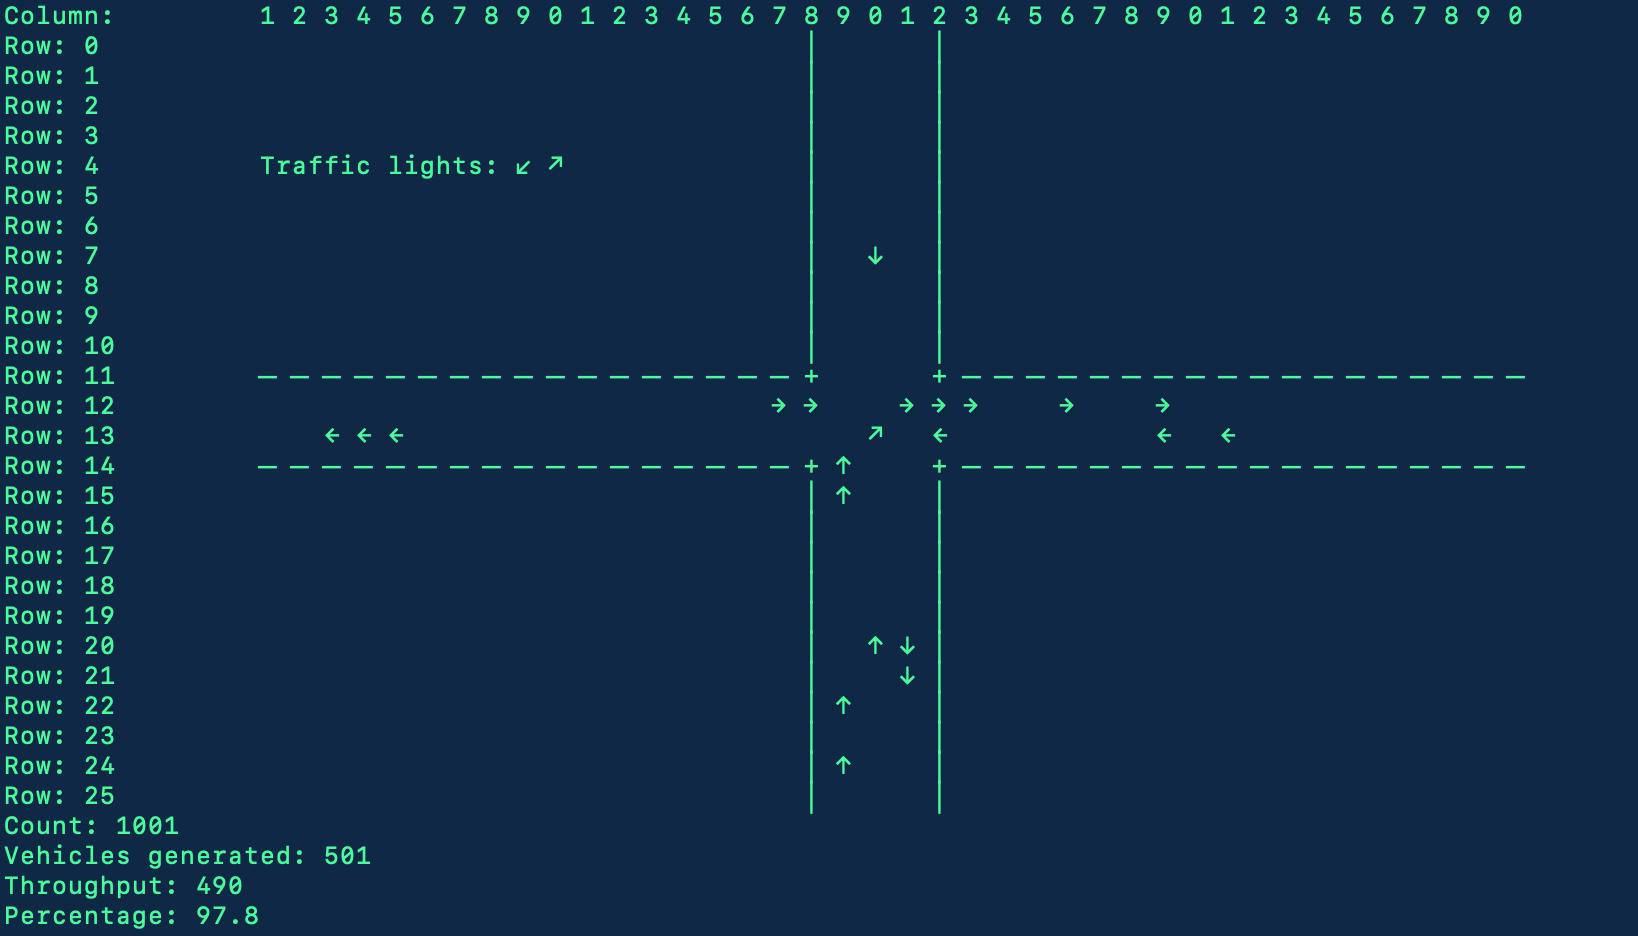 Column: 1 2 3 4 5 6 7 8 9 0 1 2 3 4 5 6 7 8 9 0 1 2 3 4 5 6 7 8 9 0 1 2 3 4 5 6 7 8 9 0
Row: 0 | |
Row: 1 | |
Row: 2 | |
Row: 3 | |
Row: 4 Traffic lights: ↙ ↗ | |
Row: 5 | |
Row: 6 | |
Row: 7 | ↓ |
Row: 8 | |
Row: 9 | |
Row: 10 | |
Row: 11 — — — — — — — — — — — — — — — — — + + — — — — — — — — — — — — — — — — — —
Row: 12 → → → → → → →
Row: 13 ← ← ← ↗ ← ← ←
Row: 14 — — — — — — — — — — — — — — — — — + ↑ + — — — — — — — — — — — — — — — — — —
Row: 15 | ↑ |
Row: 16 | |
Row: 17 | |
Row: 18 | |
Row: 19 | |
Row: 20 | ↑ ↓ |
Row: 21 | ↓ |
Row: 22 | ↑ |
Row: 23 | |
Row: 24 | ↑ |
Row: 25 | |
Count: 1001
Vehicles generated: 501
Throughput: 490
Percentage: 97.8